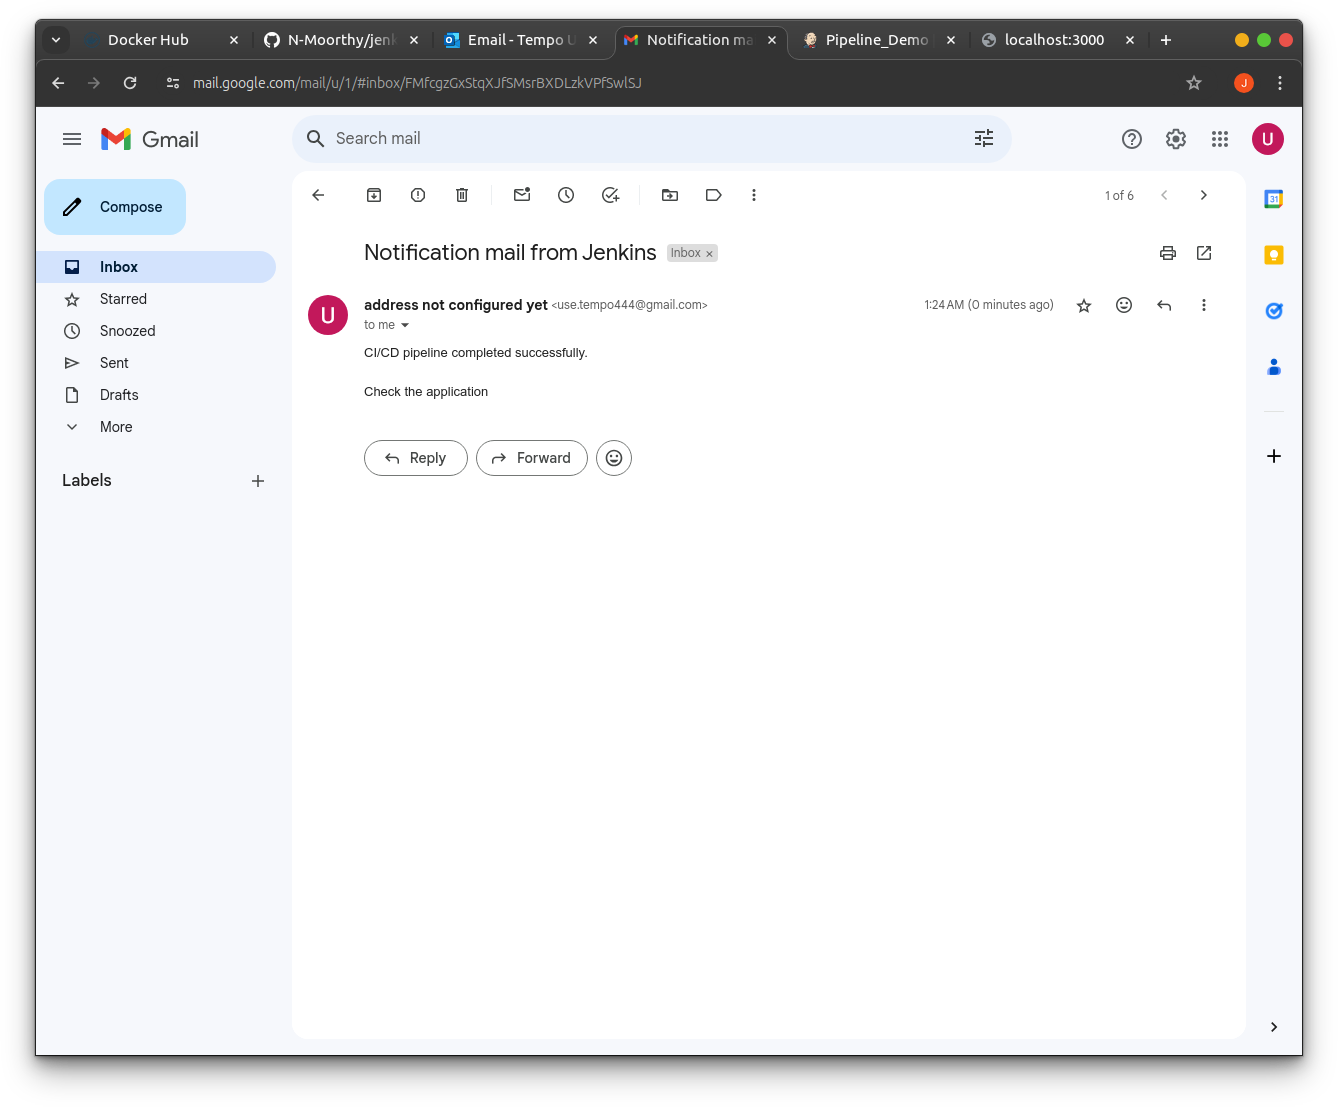 Docker Hub
N-Moorthy/jenk
Email - Tempo U
Notification ma
Pipeline_Demo
localhost:3000
mail.google.com/mail/u/1/#inbox/FMfcgzGxStqXJfSMsrBXDLzkVPfSwlSJ
J
Gmail
Search mail
U
Compose
1 of 6
31
Inbox
Starred
Snoozed
Sent
Drafts
More
Labels
Notification mail from Jenkins Inbox ×
U
address not configured yet <use.tempo444@gmail.com>
1:24 AM (0 minutes ago)
to me
CI/CD pipeline completed successfully.
Check the application
Reply
Forward